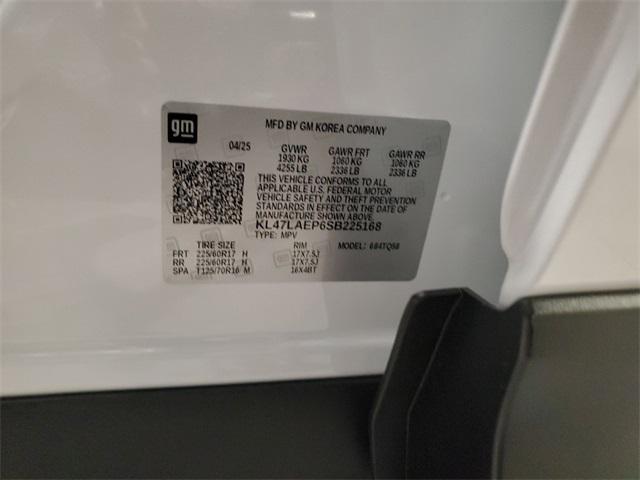 gm
MFD BY GM KOREA COMPANY
04/25 GVWR GAWR FRT GAWR RR
1930 KG 1060 KG 1060 KG
4255 LB 2336 LB 2336 LB
THIS VEHICLE CONFORMS TO ALL
APPLICABLE U.S. FEDERAL MOTOR
VEHICLE SAFETY AND THEFT PREVENTION
STANDARDS IN EFFECT ON THE DATE OF
MANUFACTURE SHOWN ABOVE.
KL47LAEP6SB225168
TYPE: MPV MODEL: 684TQ58
TIRE SIZE RIM
FRT 225/60R17 H 17X7.5J
RR 225/60R17 H 17X7.5J
SPA T125/70R16 M 16X4BT